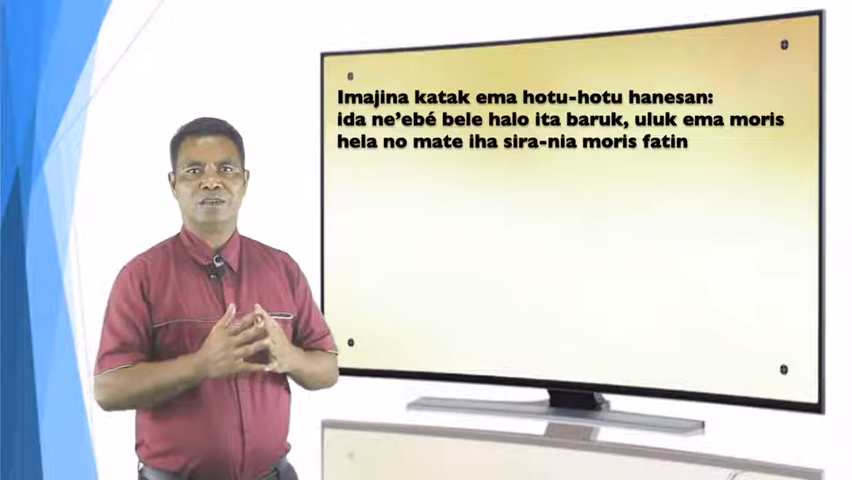 Imajina katak ema hotu-hotu hanesan:
ida ne’ebé bele halo ita baruk, uluk ema moris
hela no mate iha sira-nia moris fatin